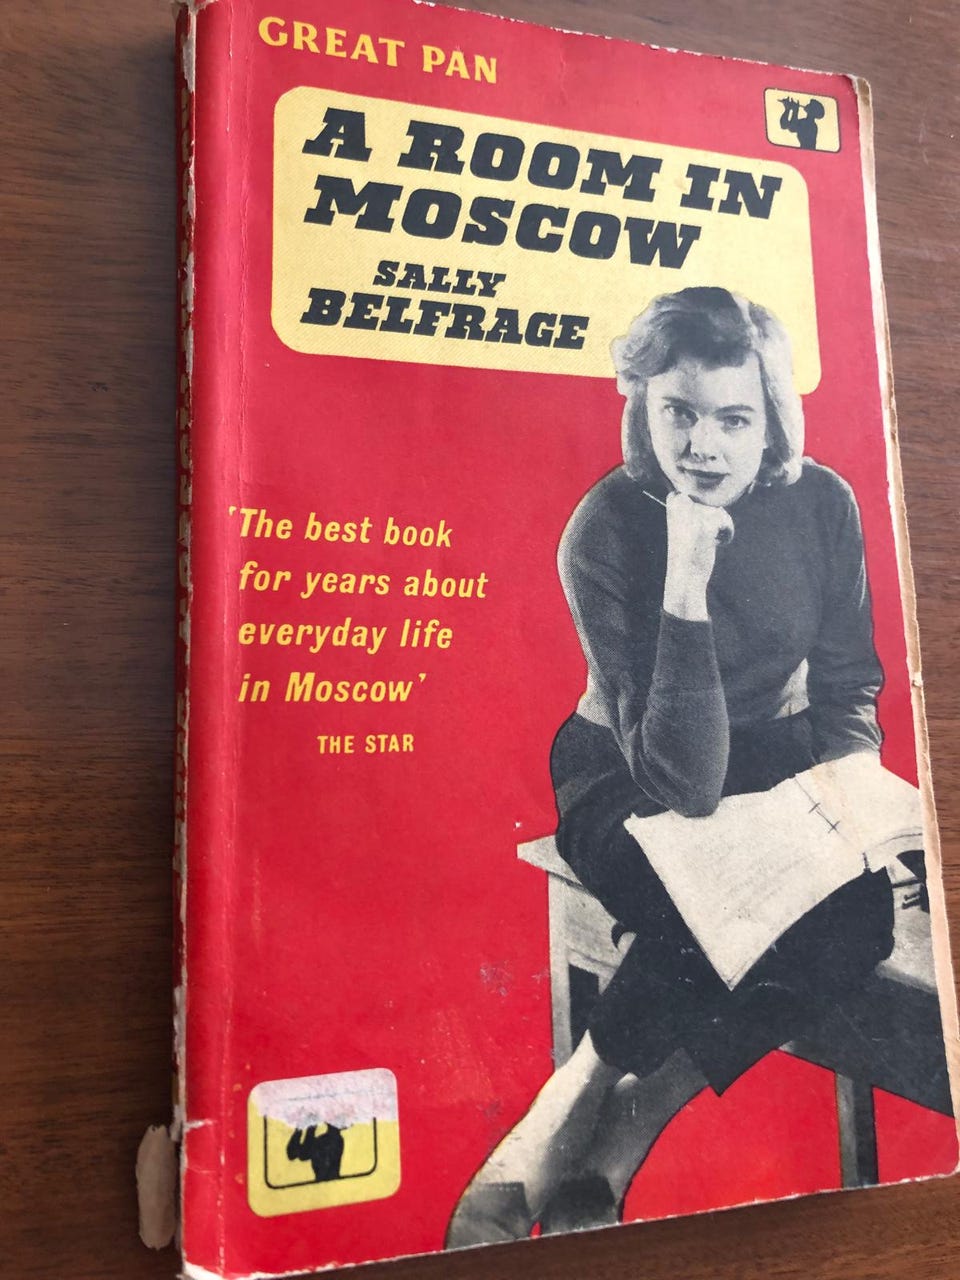 GREAT PAN
A ROOM IN
MOSCOW
SALLY
BELFRAGE
'The best book
for years about
everyday life
in Moscow'
THE STAR